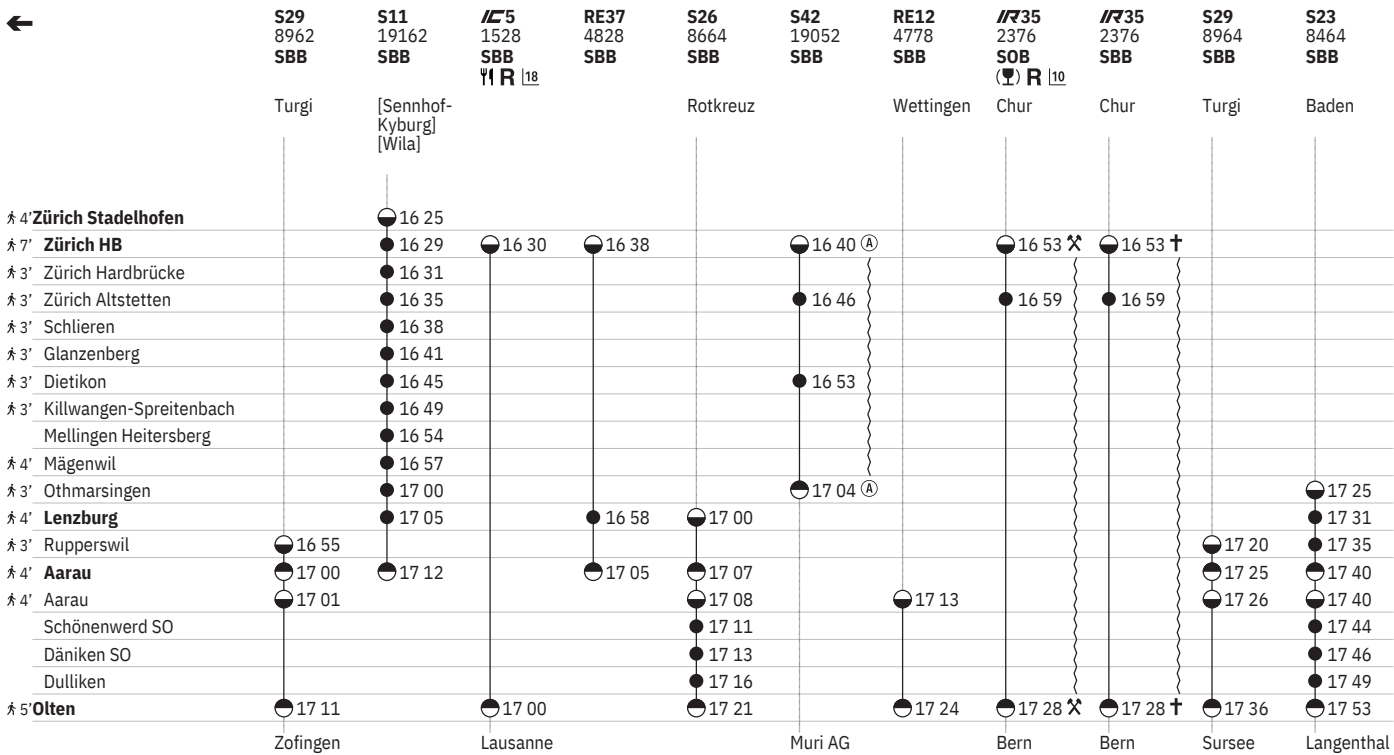 S29 S11 IC5 RE37 S26 S42 RE12 IR35 IR35 S29 S23
8962 19162 1528 4828 8664 19052 4778 2376 2376 8964 8464
SBB SBB SBB SBB SBB SBB SBB SOB SBB SBB SBB
R 18 R 10
Turgi [Sennhof- Rotkreuz Wettingen Chur Chur Turgi Baden
Kyburg]
[Wila]
4’ Zürich Stadelhofen 16 25
7’ Zürich HB 16 29 16 30 16 38 16 40 A 16 53 16 53 †
3’ Zürich Hardbrücke 16 31
3’ Zürich Altstetten 16 35 16 46 16 59 16 59
3’ Schlieren 16 38
3’ Glanzenberg 16 41
3’ Dietikon 16 45 16 53
3’ Killwangen-Spreitenbach 16 49
Mellingen Heitersberg 16 54
4’ Mägenwil 16 57
3’ Othmarsingen 17 00 17 04 A 17 25
4’ Lenzburg 17 05 16 58 17 00 17 31
3’ Rupperswil 16 55 17 20 17 35
4’ Aarau 17 00 17 12 17 05 17 07 17 25 17 40
4’ Aarau 17 01 17 08 17 13 17 26 17 40
Schönenwerd SO 17 11 17 44
Däniken SO 17 13 17 46
Dulliken 17 16 17 49
5’ Olten 17 11 17 00 17 21 17 24 17 28 17 28 † 17 36 17 53
Zofingen Lausanne Muri AG Bern Bern Sursee Langenthal